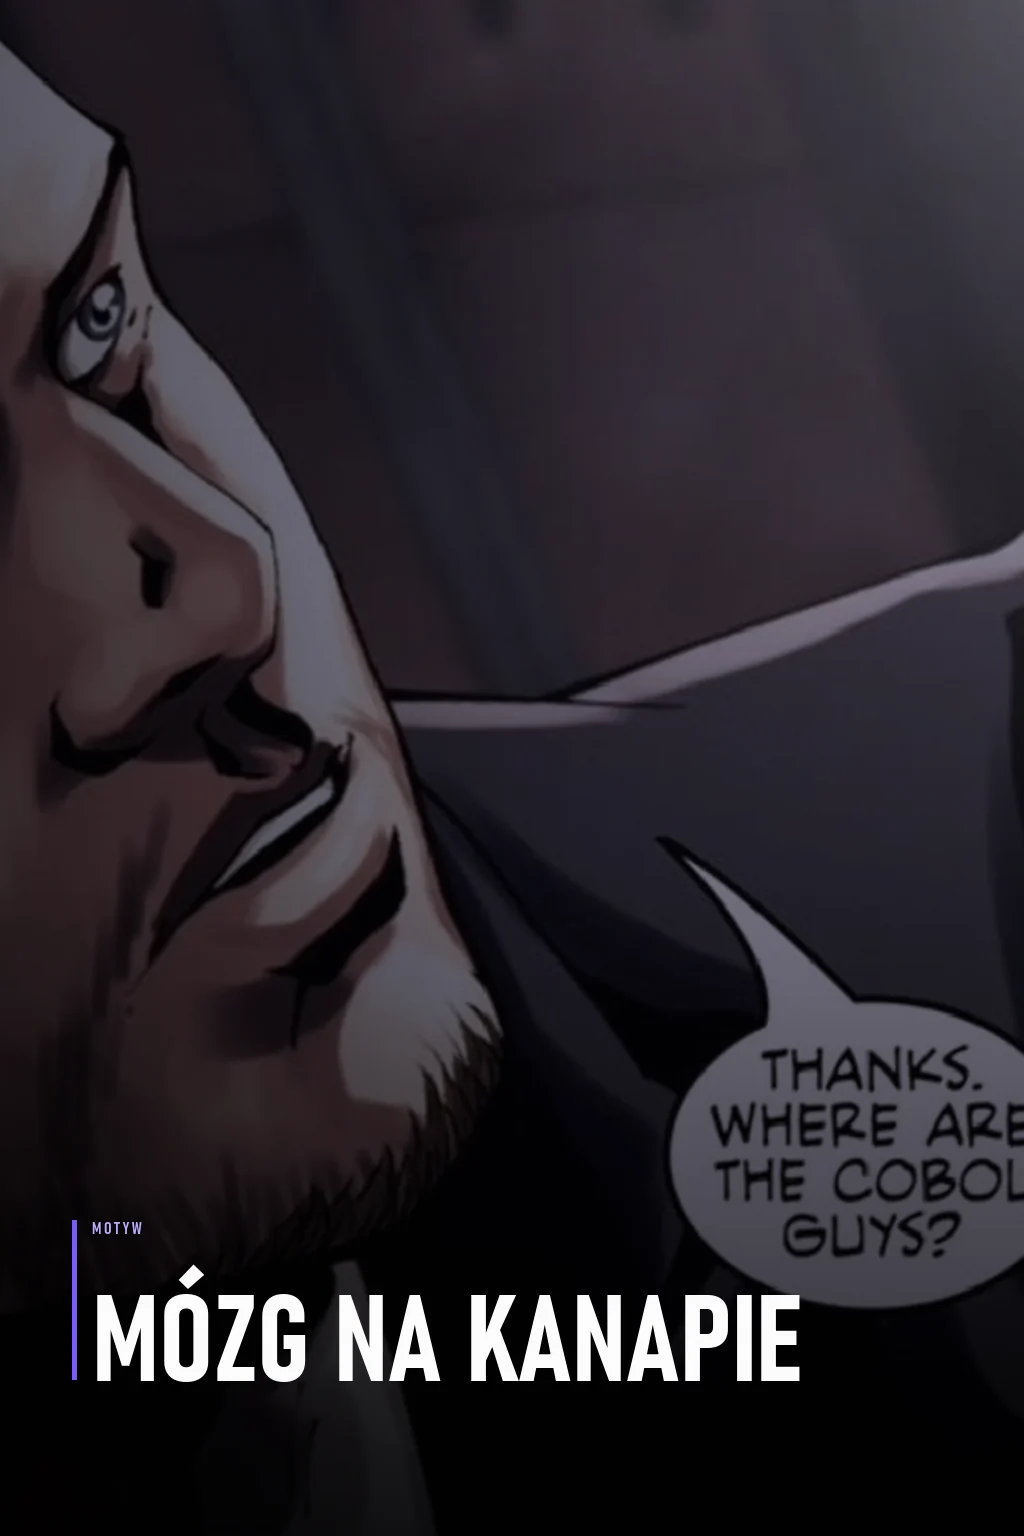 THANKS.
WHERE ARE
THE COBOL
GUYS?
MOTYW
MÓZG NA KANAPIE